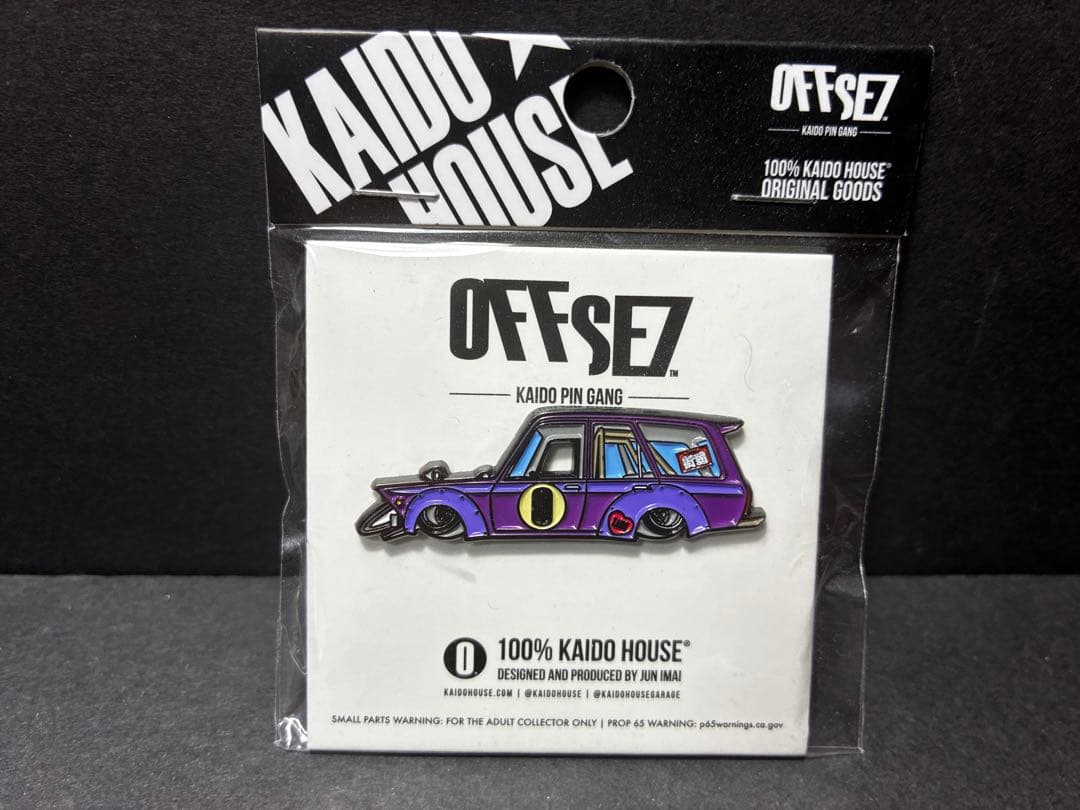 KAIDO
HOUSE
OFFSE7
KAIDO PIN GANG
100% KAIDO HOUSE®
ORIGINAL GOODS
OFFSE7™
KAIDO PIN GANG
0
0
100% KAIDO HOUSE®
DESIGNED AND PRODUCED BY JUN IMAI
KAIDOHOUSE.COM | @KAIDOHOUSE | @KAIDOHOUSEGARAGE
SMALL PARTS WARNING: FOR THE ADULT COLLECTOR ONLY | PROP 65 WARNING: p65warnings.ca.gov